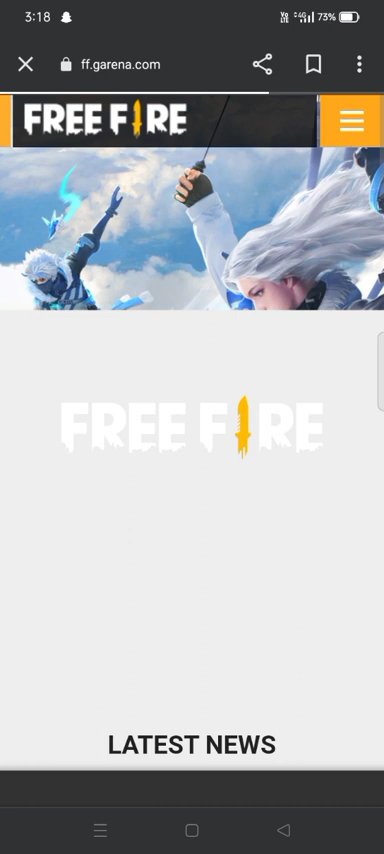 3:18 73%
ff.garena.com
FREE FIRE
FREE FIRE
LATEST NEWS